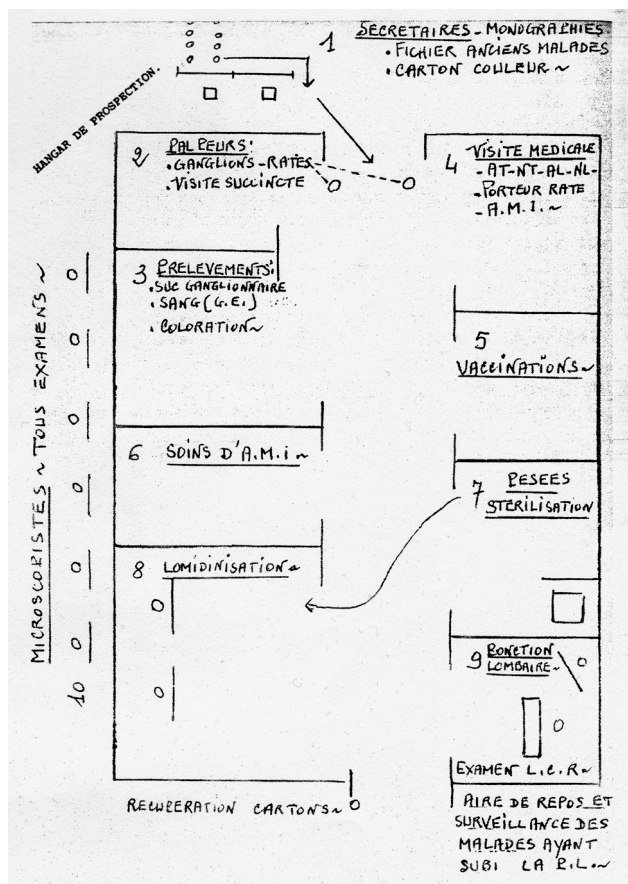 1 SECRETAIRES - MONOGRAPHIES
• FICHIER ANCIENS MALADES
• CARTON COULEUR ~
HANGAR DE PROSPECTION.
2 PALPEURS:
• GANGLIONS - RATES
• VISITE SUCCINCTE
4 VISITE MEDICALE
- AT-NT-AL-NL-
- PORTEUR RATE
- A.M.I. ~
3 PRELEVEMENTS:
• SUC GANGLIONNAIRE
• SANG (G.E.)
• COLORATION ~
5
VACCINATIONS ~
6 SOINS D'A.M.I ~
7 PESEES
STERILISATION
8 LOMIDINISATION ~
9 PONCTION
LOMBAIRE ~
EXAMEN L.C.R ~
10 MICROSCOPISTES ~ TOUS EXAMENS ~
RECUPERATION CARTONS ~
AIRE DE REPOS ET
SURVEILLANCE DES
MALADES AYANT
SUBI LA P.L. ~